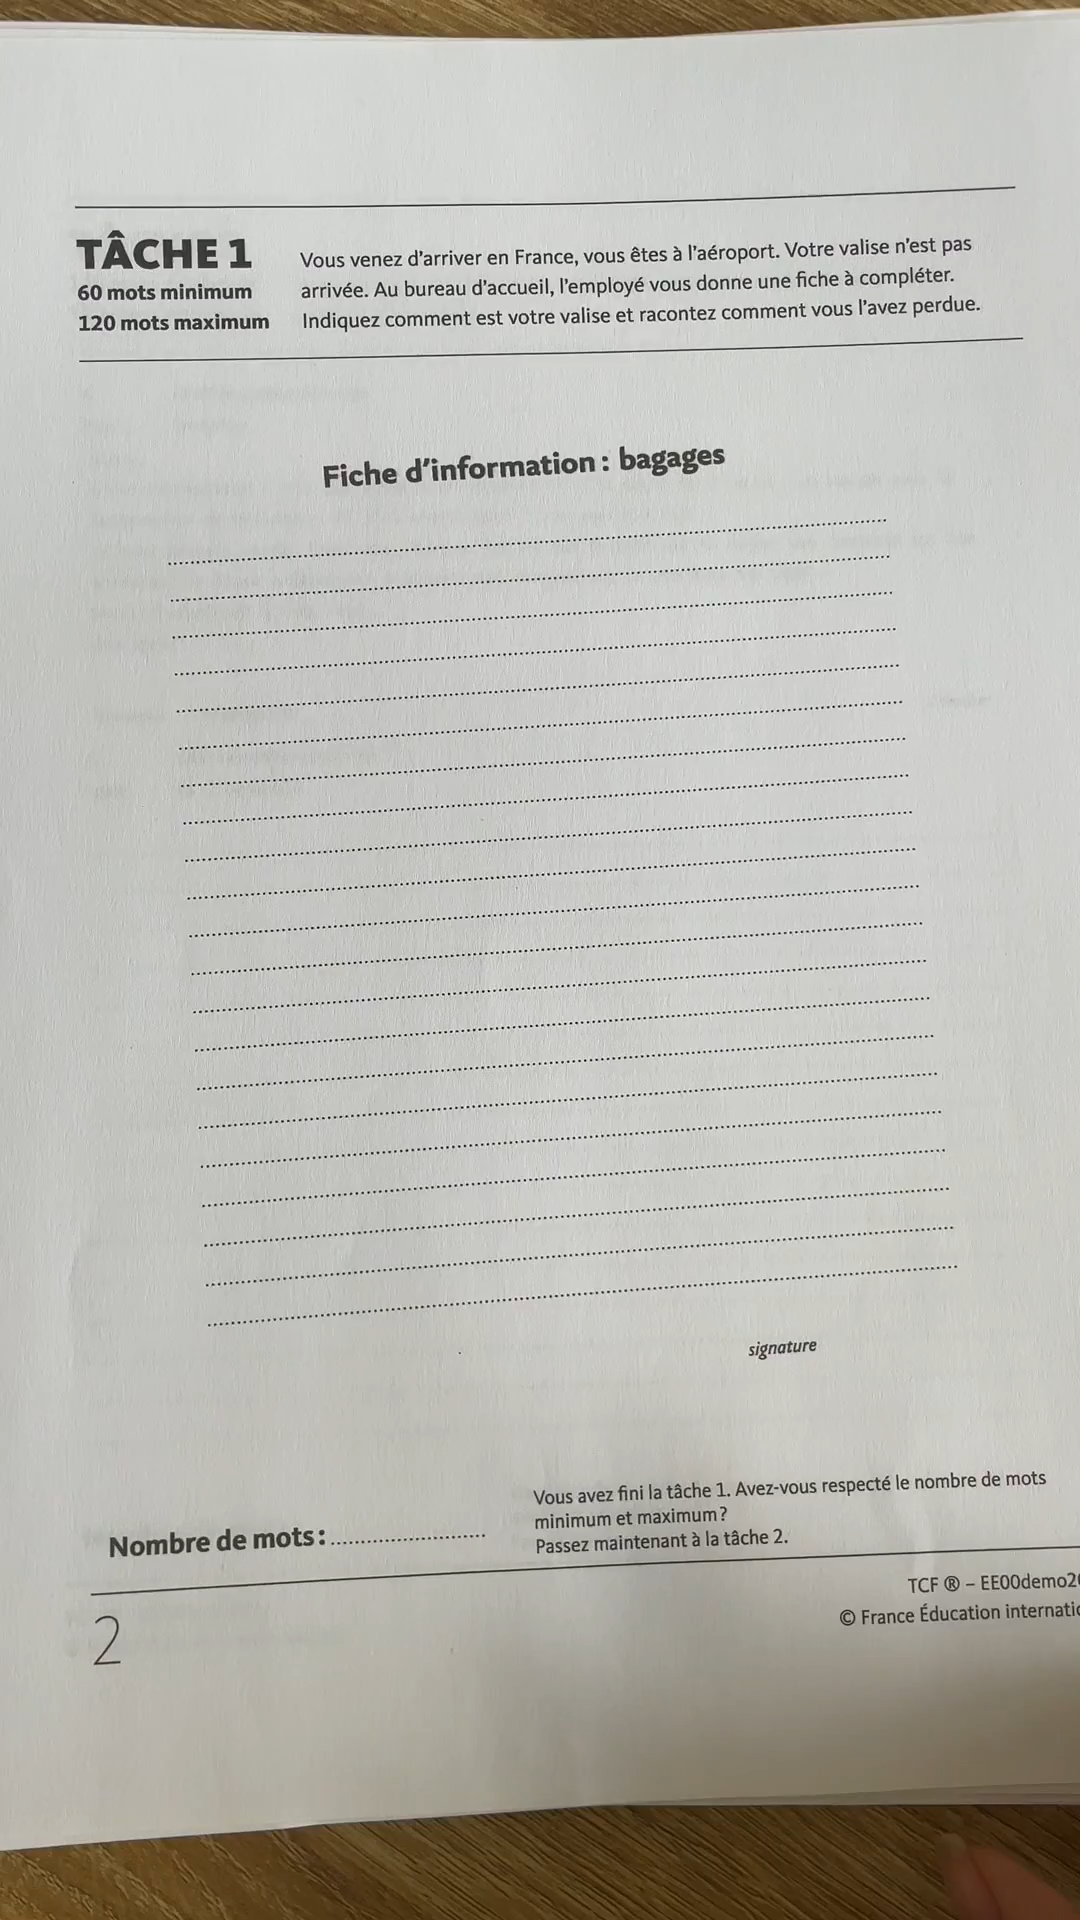 TÂCHE 1
60 mots minimum
120 mots maximum
Vous venez d'arriver en France, vous êtes à l'aéroport. Votre valise n'est pas
arrivée. Au bureau d'accueil, l'employé vous donne une fiche à compléter.
Indiquez comment est votre valise et racontez comment vous l'avez perdue.
Fiche d'information : bagages
signature
Vous avez fini la tâche 1. Avez-vous respecté le nombre de mots
minimum et maximum ?
Passez maintenant à la tâche 2.
Nombre de mots :
TCF ® – EE00demo2
© France Éducation internatio
2